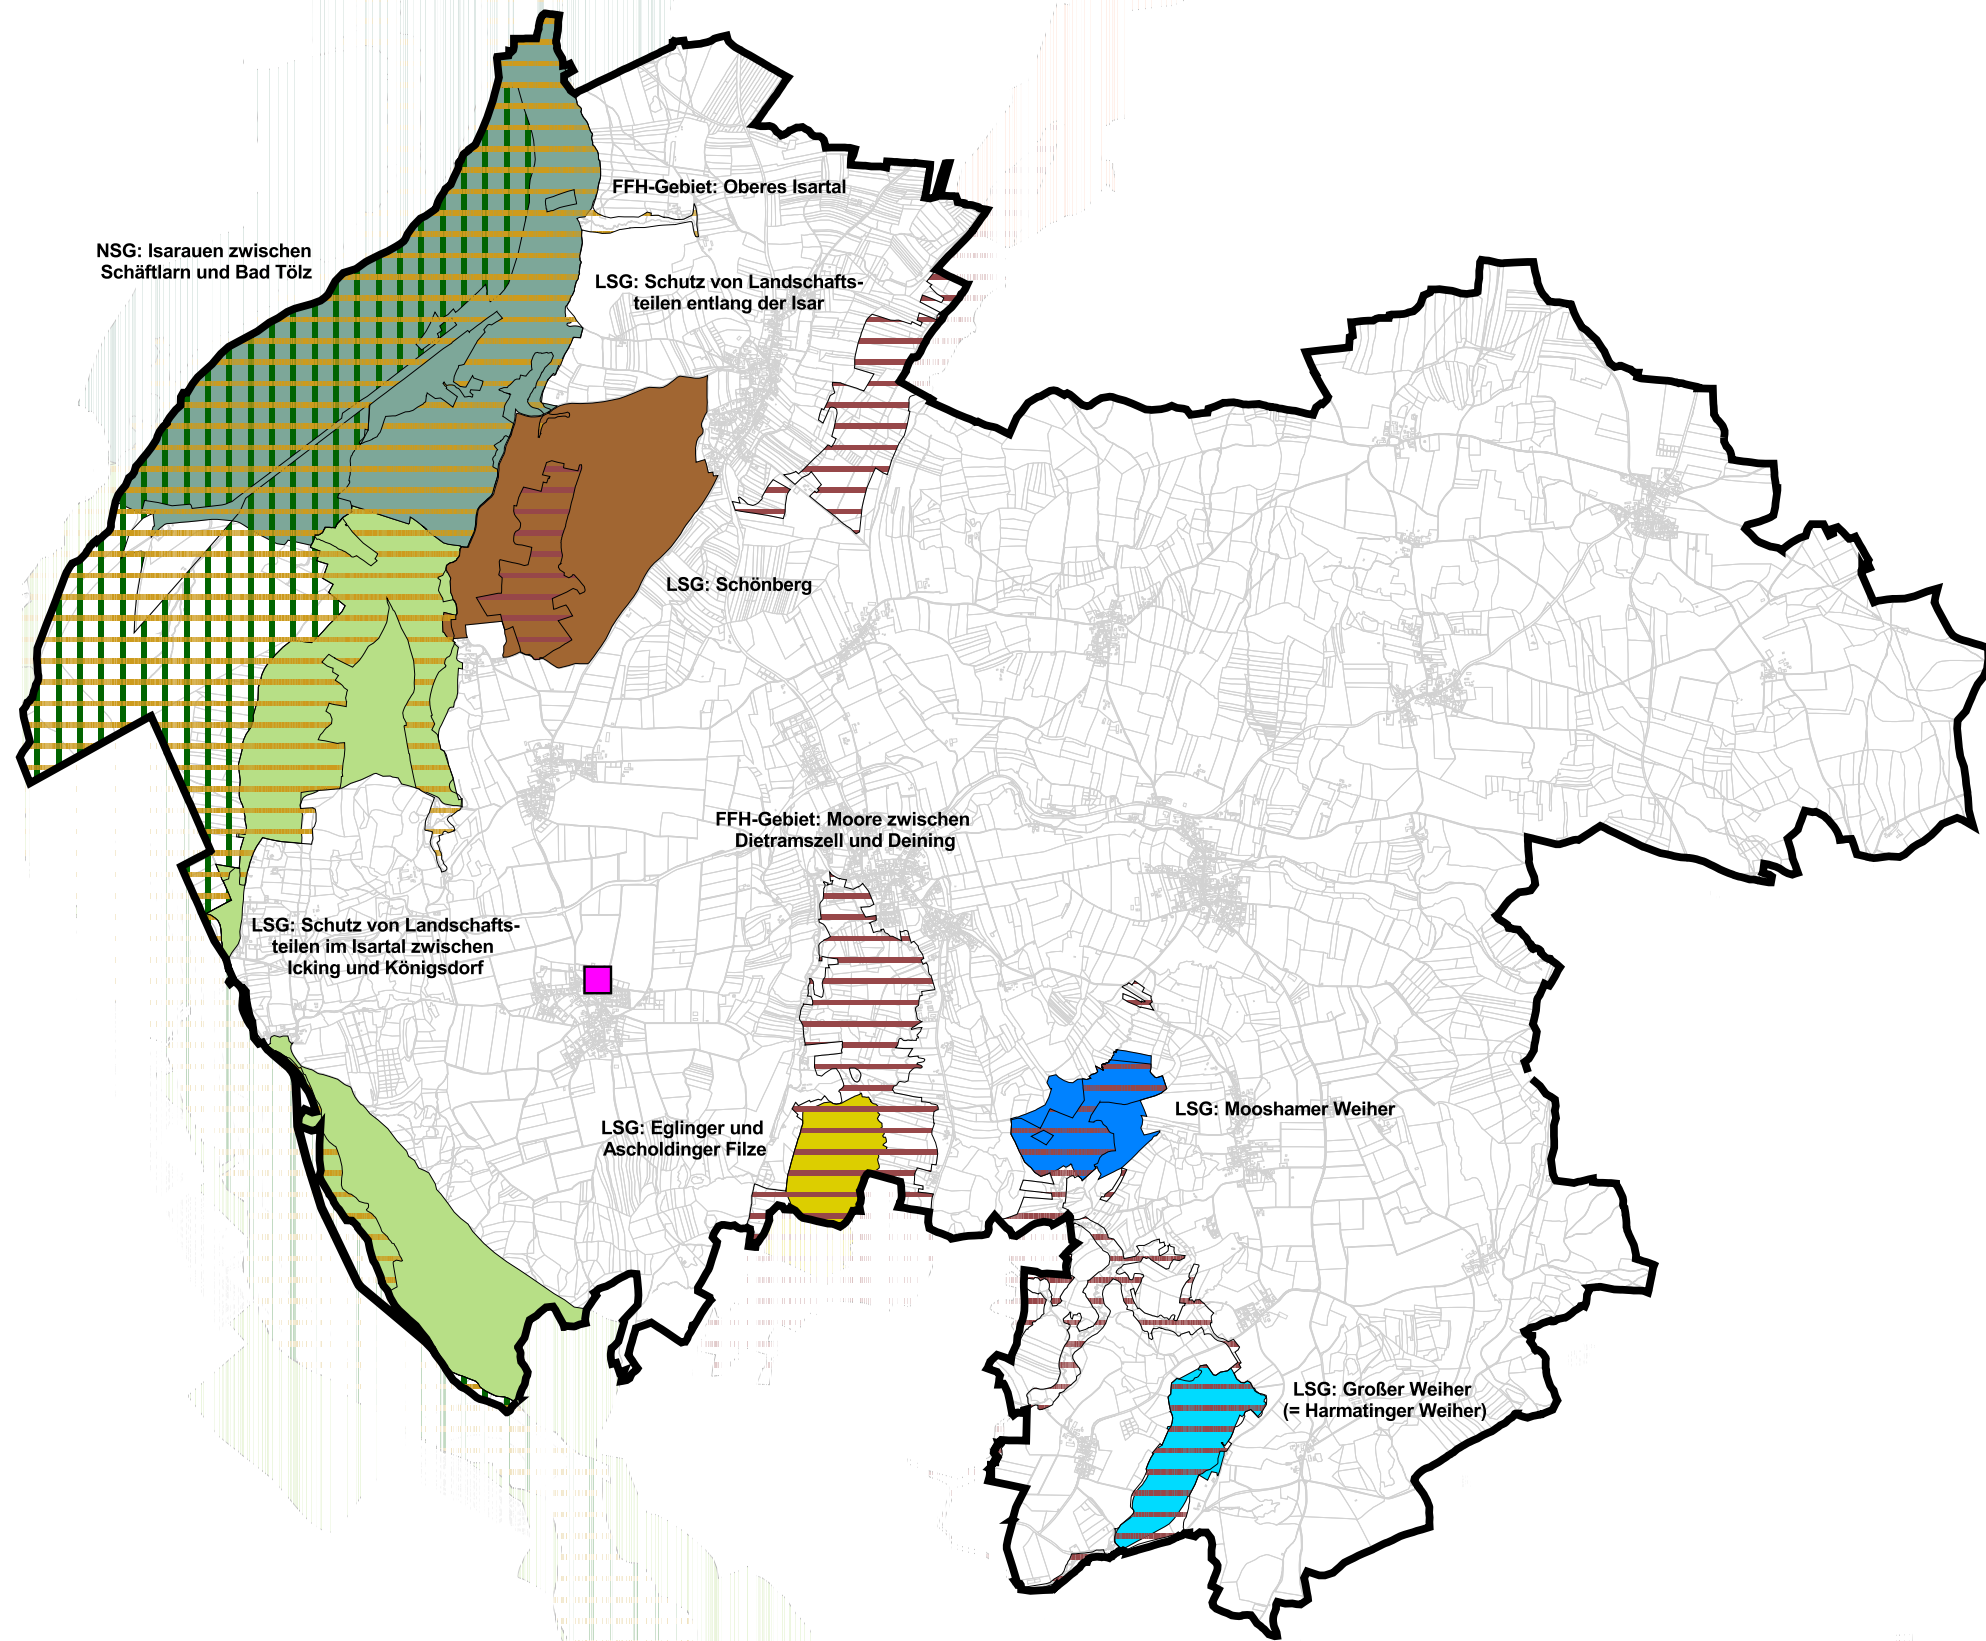 FFH-Gebiet: Oberes Isartal
NSG: Isarauen zwischen
Schäftlarn und Bad Tölz
LSG: Schutz von Landschafts-
teilen entlang der Isar
LSG: Schönberg
FFH-Gebiet: Moore zwischen
Dietramszell und Deining
LSG: Schutz von Landschafts-
teilen im Isartal zwischen
Icking und Königsdorf
LSG: Mooshamer Weiher
LSG: Eglinger und
Ascholdinger Filze
LSG: Großer Weiher
(= Harmatinger Weiher)